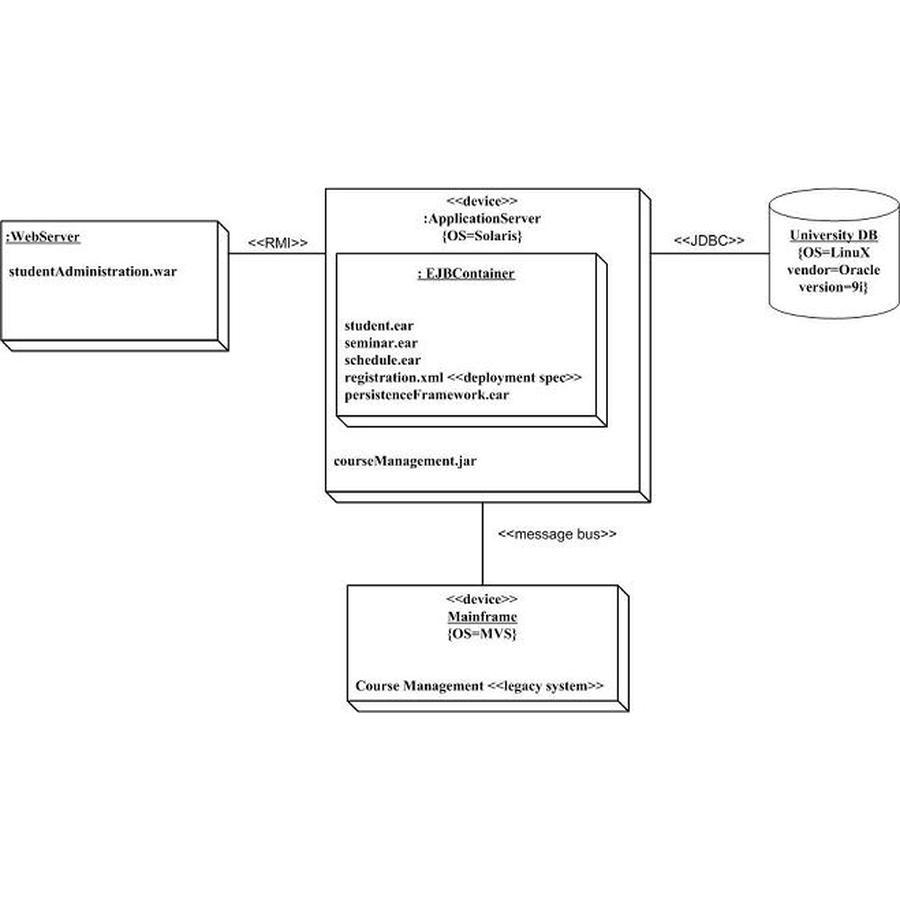 :WebServer
studentAdministration.war
<<RMI>>
<<device>>
:ApplicationServer
{OS=Solaris}
: EJBContainer
student.ear
seminar.ear
schedule.ear
registration.xml <<deployment spec>>
persistenceFramework.ear
courseManagement.jar
<<JDBC>>
University DB
{OS=LinuX
vendor=Oracle
version=9i}
<<message bus>>
<<device>>
Mainframe
{OS=MVS}
Course Management <<legacy system>>